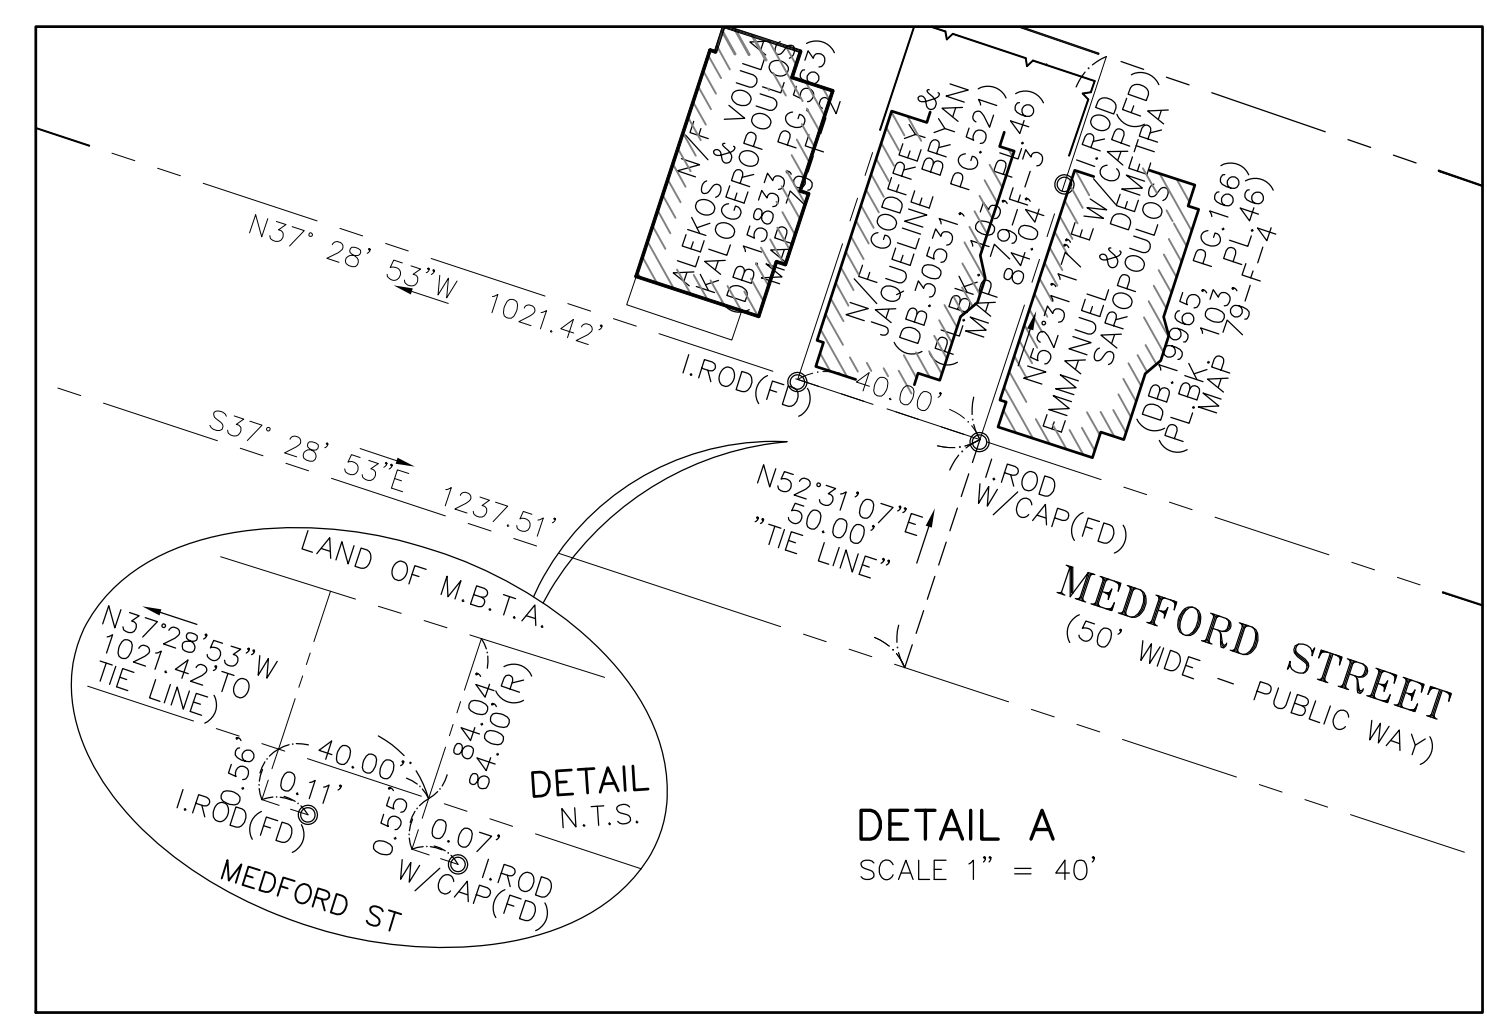 N/F
ALEKOS & VOULA
KALOGEROPOULOS
(DB 15833, PG.563)
MAP 79-F-2
N/F GODFREY &
JAQUELINE BRYAN
(DB.30531, PG.521)
(PL.BK. 103, PL.46)
MAP 79-F-3
84.04
N52°31'17"E
I.ROD
W/CAP(FD)
EMMANUEL & DEMETRA
SAROPOULOS
(DB.19965, PG.166)
(PL.BK. 103, PL.46)
MAP 79-F-4
N37° 28' 53"W 1021.42'
I.ROD(FD)
40.00'
S37° 28' 53"E 1237.51'
N52°31'07"E
50.00'
"TIE LINE"
I.ROD
W/CAP(FD)
MEDFORD STREET
(50' WIDE - PUBLIC WAY)
LAND OF M.B.T.A.
N37°28'53"W
1021.42'TO
TIE LINE)
84.04'
84.00'(R)
40.00'
0.56'
0.11'
I.ROD(FD)
0.55'
0.07'
I.ROD
W/CAP(FD)
DETAIL
N.T.S.
MEDFORD ST
DETAIL A
SCALE 1" = 40'